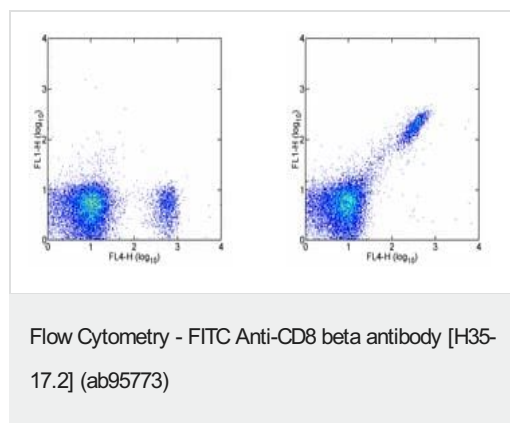 4
4
3
3
FL1-H (log10)
FL1-H (log10)
2
2
1
1
0
0
0 1 2 3 4
0 1 2 3 4
FL4-H (log10)
FL4-H (log10)
Flow Cytometry - FITC Anti-CD8 beta antibody [H35-
17.2] (ab95773)